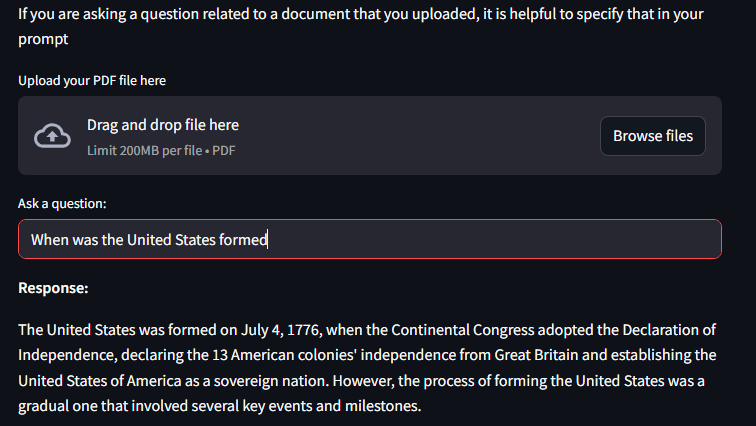 If you are asking a question related to a document that you uploaded, it is helpful to specify that in your
prompt
Upload your PDF file here
Drag and drop file here
Limit 200MB per file • PDF
Browse files
Ask a question:
When was the United States formed
Response:
The United States was formed on July 4, 1776, when the Continental Congress adopted the Declaration of
Independence, declaring the 13 American colonies' independence from Great Britain and establishing the
United States of America as a sovereign nation. However, the process of forming the United States was a
gradual one that involved several key events and milestones.